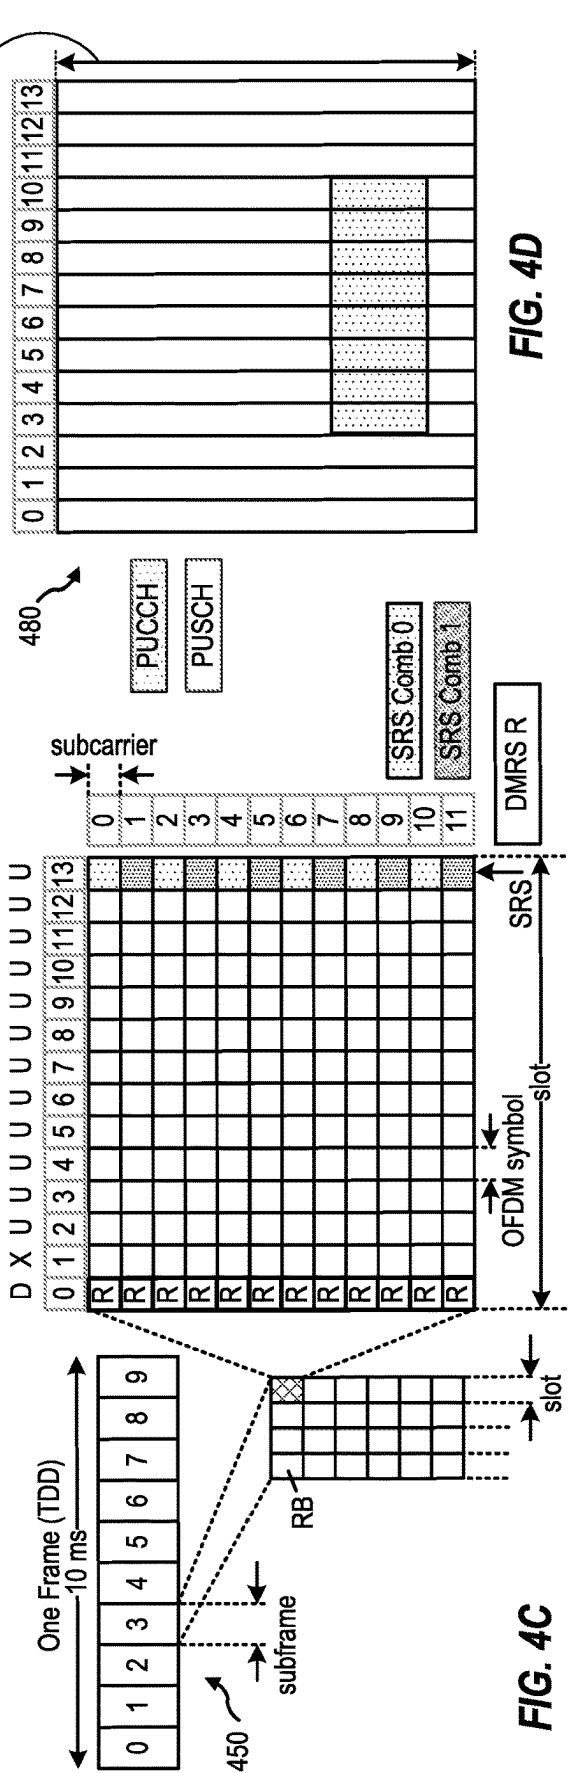 One Frame (TDD)
10 ms
0 1 2 3 4 5 6 7 8 9
subframe
450
RB
slot
D X U U U U U U U U U U U U
0 1 2 3 4 5 6 7 8 9 10 11 12 13
subcarrier
R 0
R 1
R 2
R 3
R 4
R 5
R 6
R 7
R 8
R 9
R 10
R 11
OFDM symbol
SRS
slot
SRS Comb 0
SRS Comb 1
DMRS R
FIG. 4C
480
0 1 2 3 4 5 6 7 8 9 10 11 12 13
PUCCH
PUSCH
FIG. 4D